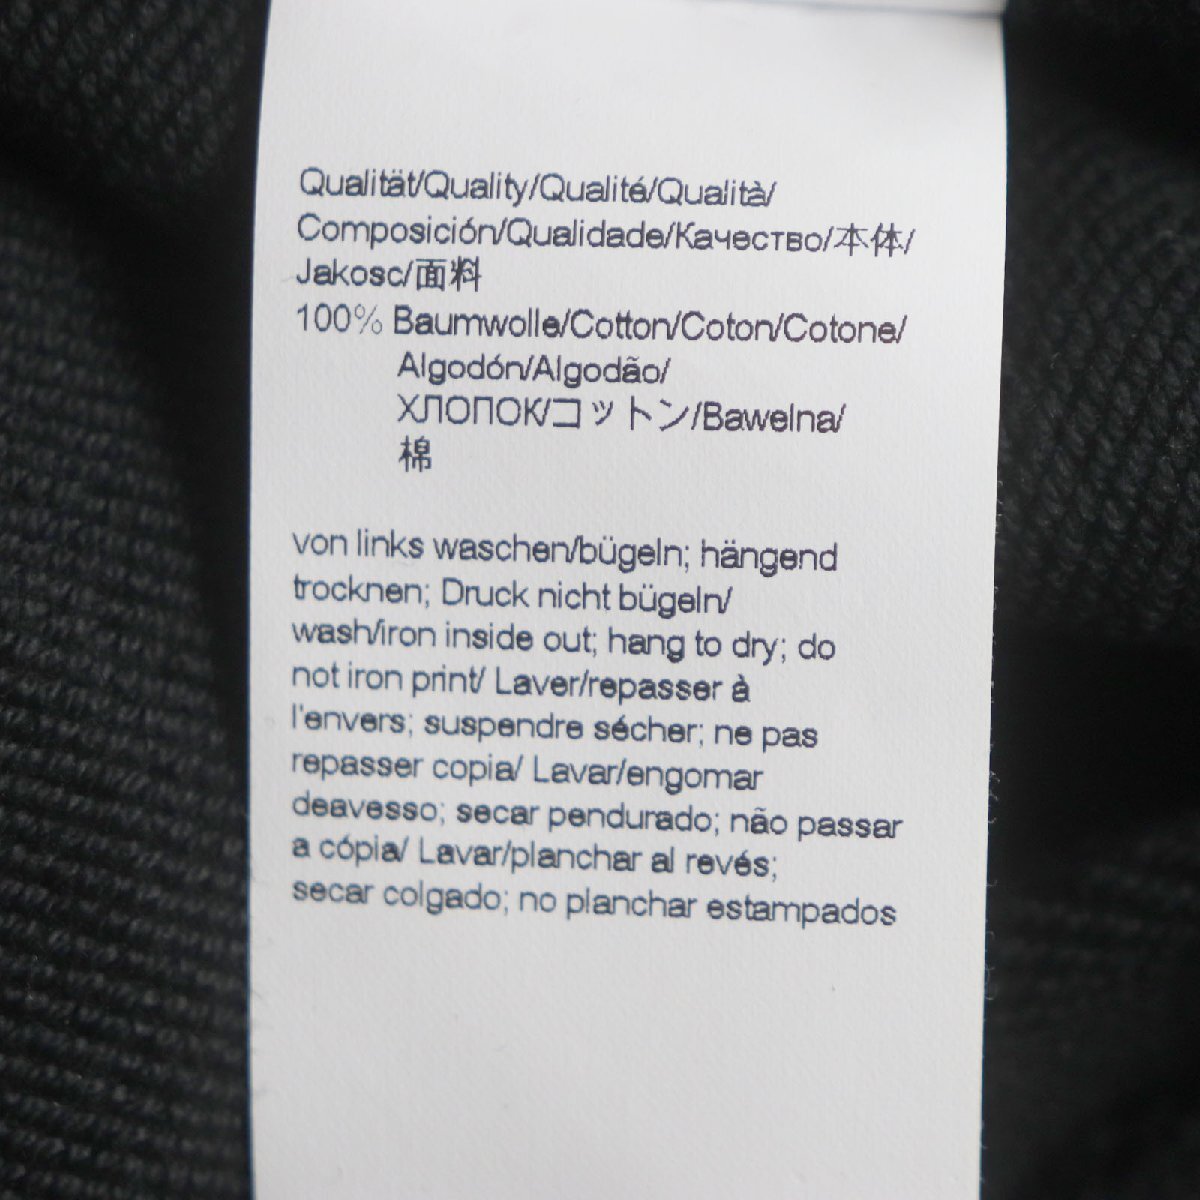 Qualität/Quality/Qualité/Qualità/
Composición/Qualidade/Качество/本体/
Jakosc/面料
100% Baumwolle/Cotton/Coton/Cotone/
Algodón/Algodão/
ХЛОПОК/コットン/Bawelna/
棉
von links waschen/bügeln; hängend
trocknen; Druck nicht bügeln/
wash/iron inside out; hang to dry; do
not iron print/ Laver/repasser à
l'envers; suspendre sécher; ne pas
repasser copia/ Lavar/engomar
deavesso; secar pendurado; não passar
a cópia/ Lavar/planchar al revés;
secar colgado; no planchar estampados